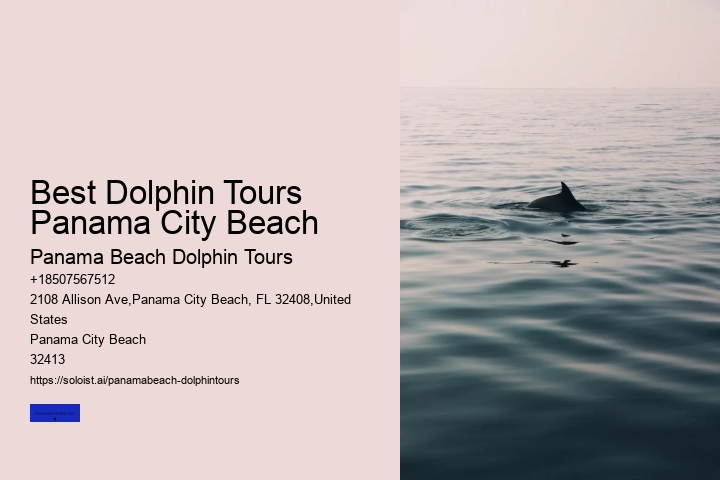 Best Dolphin Tours
Panama City Beach
Panama Beach Dolphin Tours
+18507567512
2108 Allison Ave,Panama City Beach, FL 32408,United
States
Panama City Beach
32413
https://soloist.ai/panamabeach-dolphintours